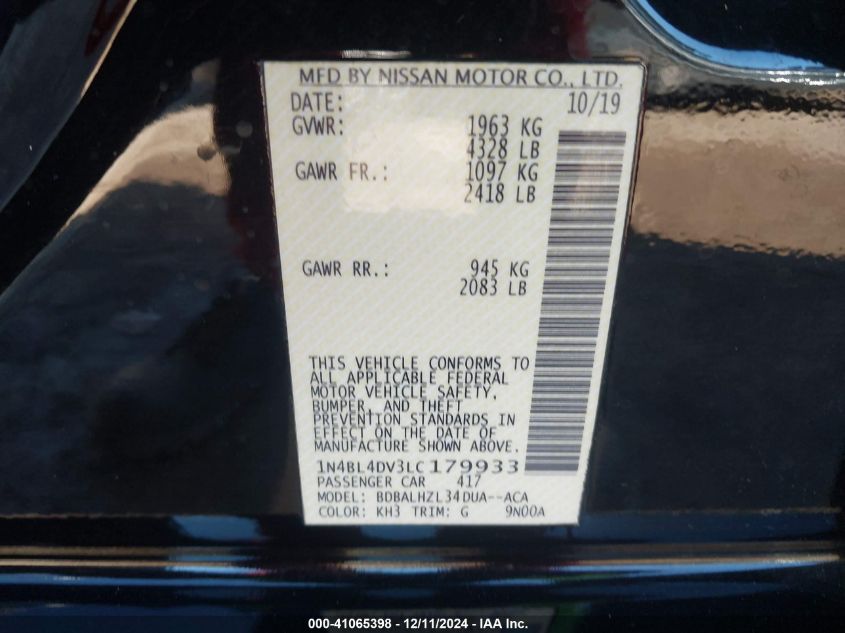 MFD BY NISSAN MOTOR CO., LTD.
DATE: 10/19
GVWR: 1963 KG
4328 LB
GAWR FR.: 1097 KG
2418 LB
GAWR RR.: 945 KG
2083 LB
THIS VEHICLE CONFORMS TO
ALL APPLICABLE FEDERAL
MOTOR VEHICLE SAFETY,
BUMPER, AND THEFT
PREVENTION STANDARDS IN
EFFECT ON THE DATE OF
MANUFACTURE SHOWN ABOVE.
1N4BL4DV3LC179933
PASSENGER CAR 417
MODEL: BDBALHZL34DUA--ACA
COLOR: KH3 TRIM: G 9N00A
000-41065398 - 12/11/2024 - IAA Inc.